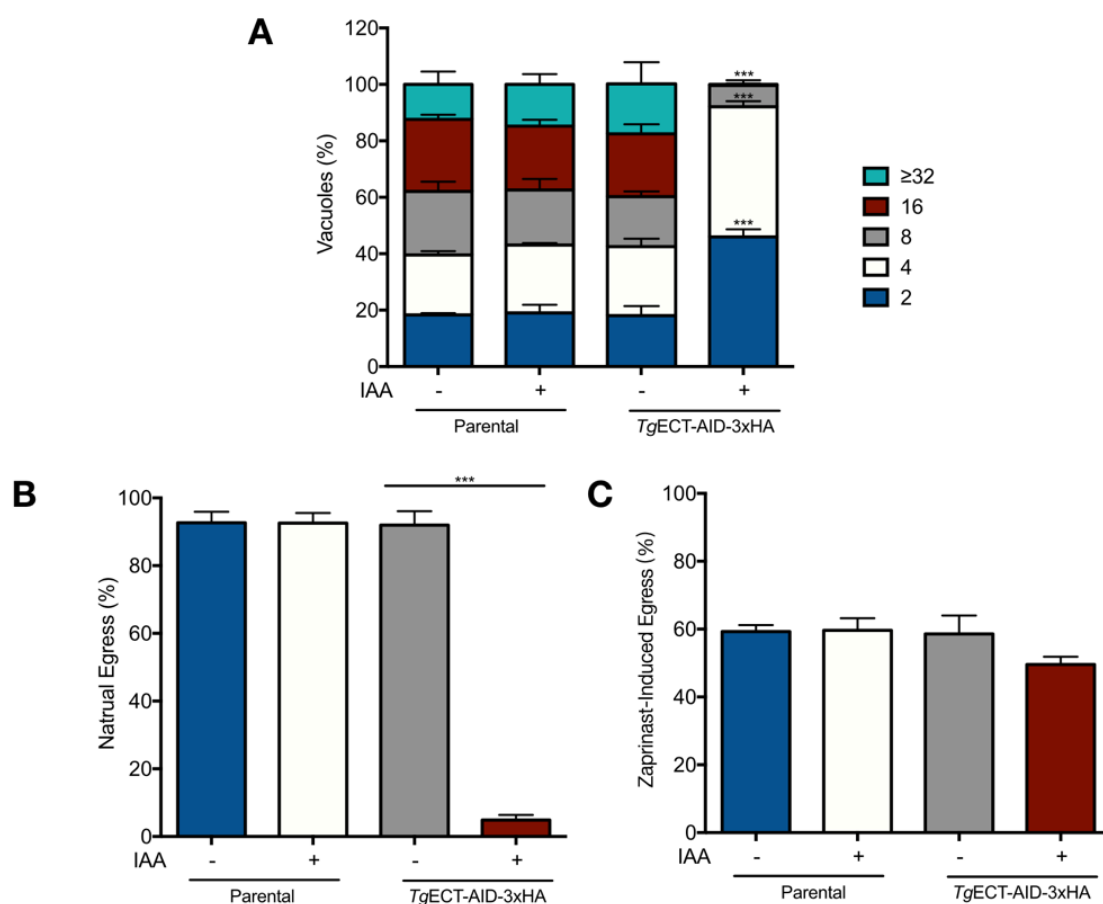 A
120
100
80
60
40
20
0
Vacuoles (%)
***
***
***
IAA - + - +
Parental TgECT-AID-3xHA
≥32
16
8
4
2
B
100
80
60
40
20
0
Natrual Egress (%)
***
IAA - + - +
Parental TgECT-AID-3xHA
C
100
80
60
40
20
0
Zaprinast-Induced Egress (%)
IAA - + - +
Parental TgECT-AID-3xHA